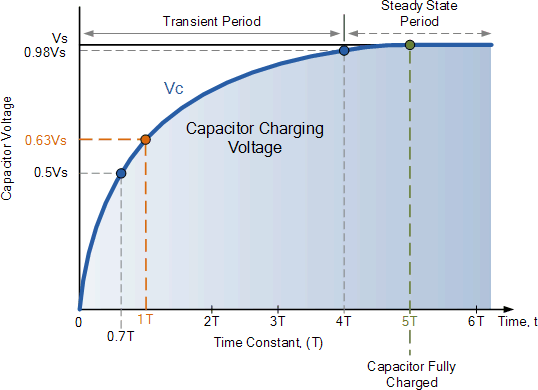 Transient Period
Steady State
Period
Vs
0.98Vs
Vc
Capacitor Charging
Voltage
0.63Vs
0.5Vs
Capacitor Voltage
0
0.7T
1T
2T
3T
4T
5T
6T
Time, t
Time Constant, (T)
Capacitor Fully
Charged